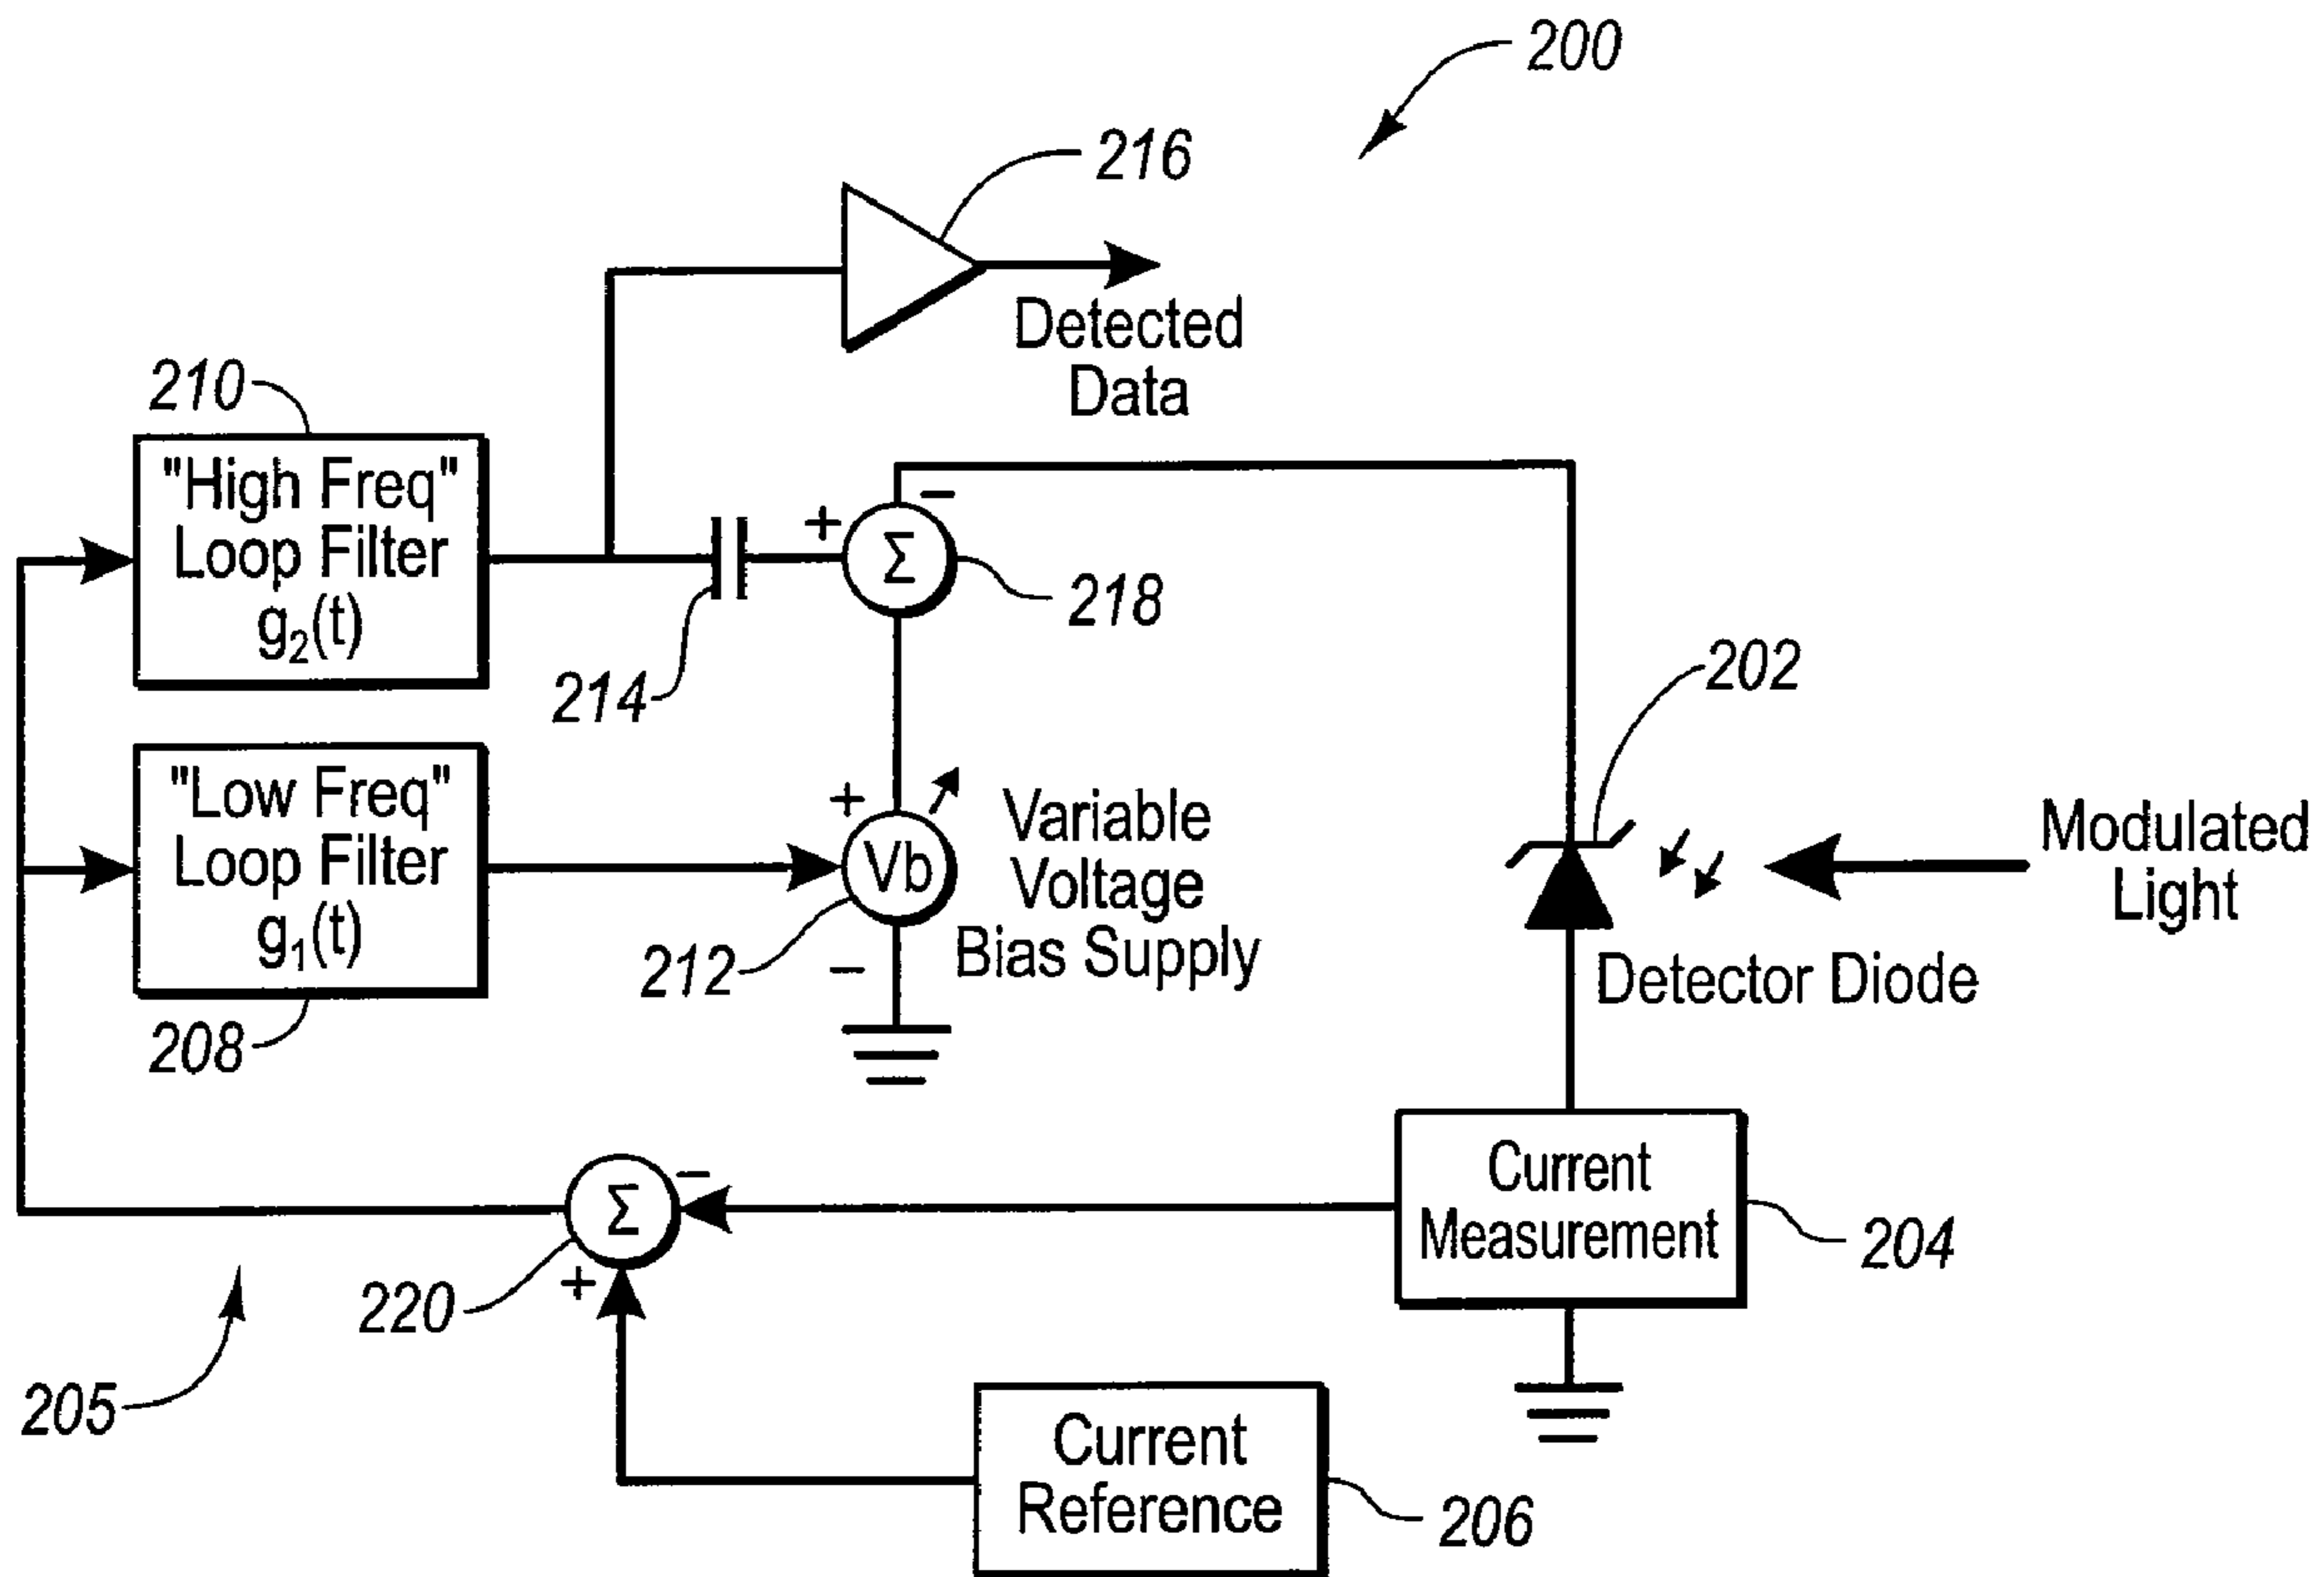 200
216
Detected
Data
210
"High Freq"
Loop Filter
g₂(t)
+
−
Σ
218
214
202
"Low Freq"
Loop Filter
g₁(t)
208
+
Vb
−
212
Variable
Voltage
Bias Supply
Modulated
Light
Detector Diode
Current
Measurement
204
−
Σ
+
220
205
Current
Reference
206